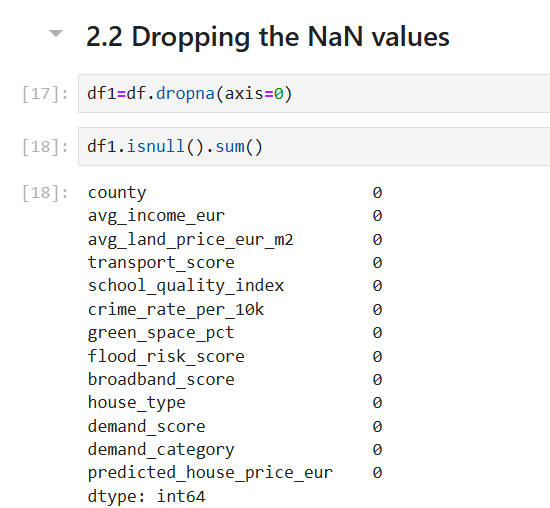 2.2 Dropping the NaN values
[17]: df1=df.dropna(axis=0)
[18]: df1.isnull().sum()
[18]: county 0
avg_income_eur 0
avg_land_price_eur_m2 0
transport_score 0
school_quality_index 0
crime_rate_per_10k 0
green_space_pct 0
flood_risk_score 0
broadband_score 0
house_type 0
demand_score 0
demand_category 0
predicted_house_price_eur 0
dtype: int64